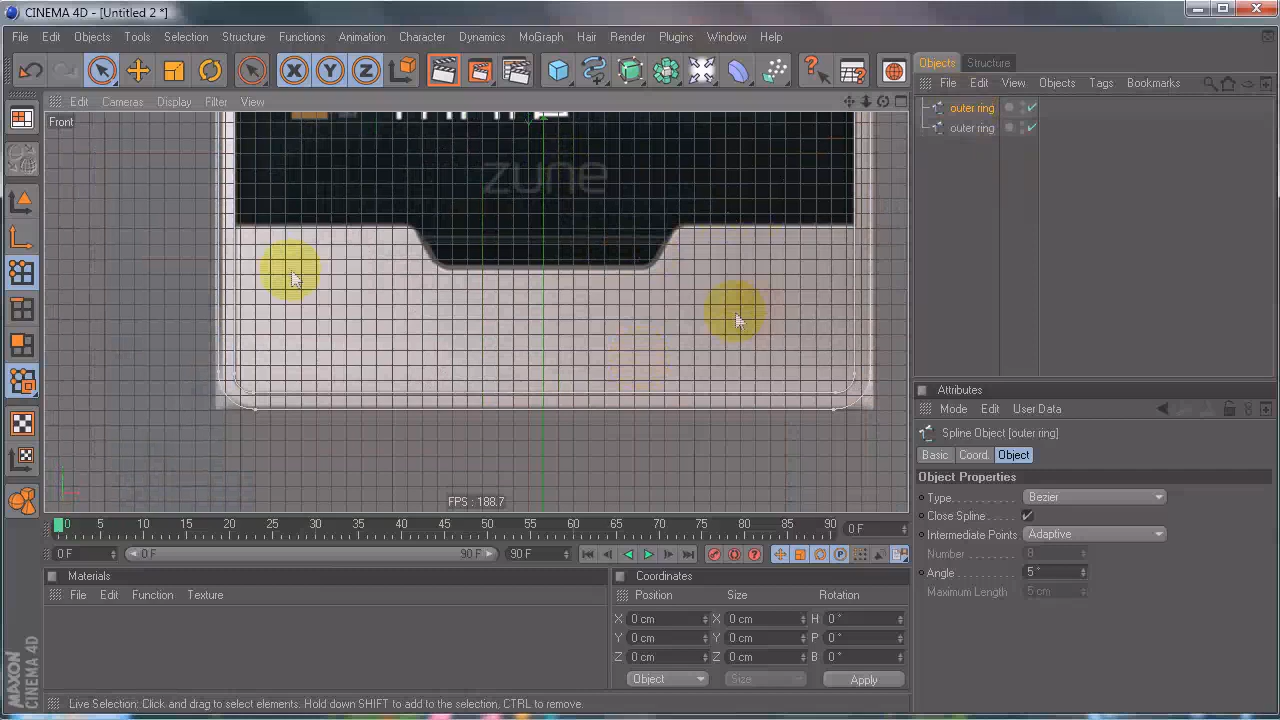 CINEMA 4D - [Untitled 2 *]
File Edit Objects Tools Selection Structure Functions Animation Character Dynamics MoGraph Hair Render Plugins Window Help
X Y Z
Edit Cameras Display Filter View
Front
zune
FPS : 188.7
0 5 10 15 20 25 30 35 40 45 50 55 60 65 70 75 80 85 90 0 F
0 F 0 F 90 F 90 F
Materials
File Edit Function Texture
Coordinates
Position Size Rotation
X 0 cm X 0 cm H 0 °
Y 0 cm Y 0 cm P 0 °
Z 0 cm Z 0 cm B 0 °
Object Size Apply
MAXON
CINEMA 4D
Live Selection: Click and drag to select elements. Hold down SHIFT to add to the selection, CTRL to remove.
Objects Structure
File Edit View Objects Tags Bookmarks
outer ring
outer ring
Attributes
Mode Edit User Data
Spline Object [outer ring]
Basic Coord. Object
Object Properties
Type Bezier
Close Spline
Intermediate Points Adaptive
Number 8
Angle 5 °
Maximum Length 5 cm